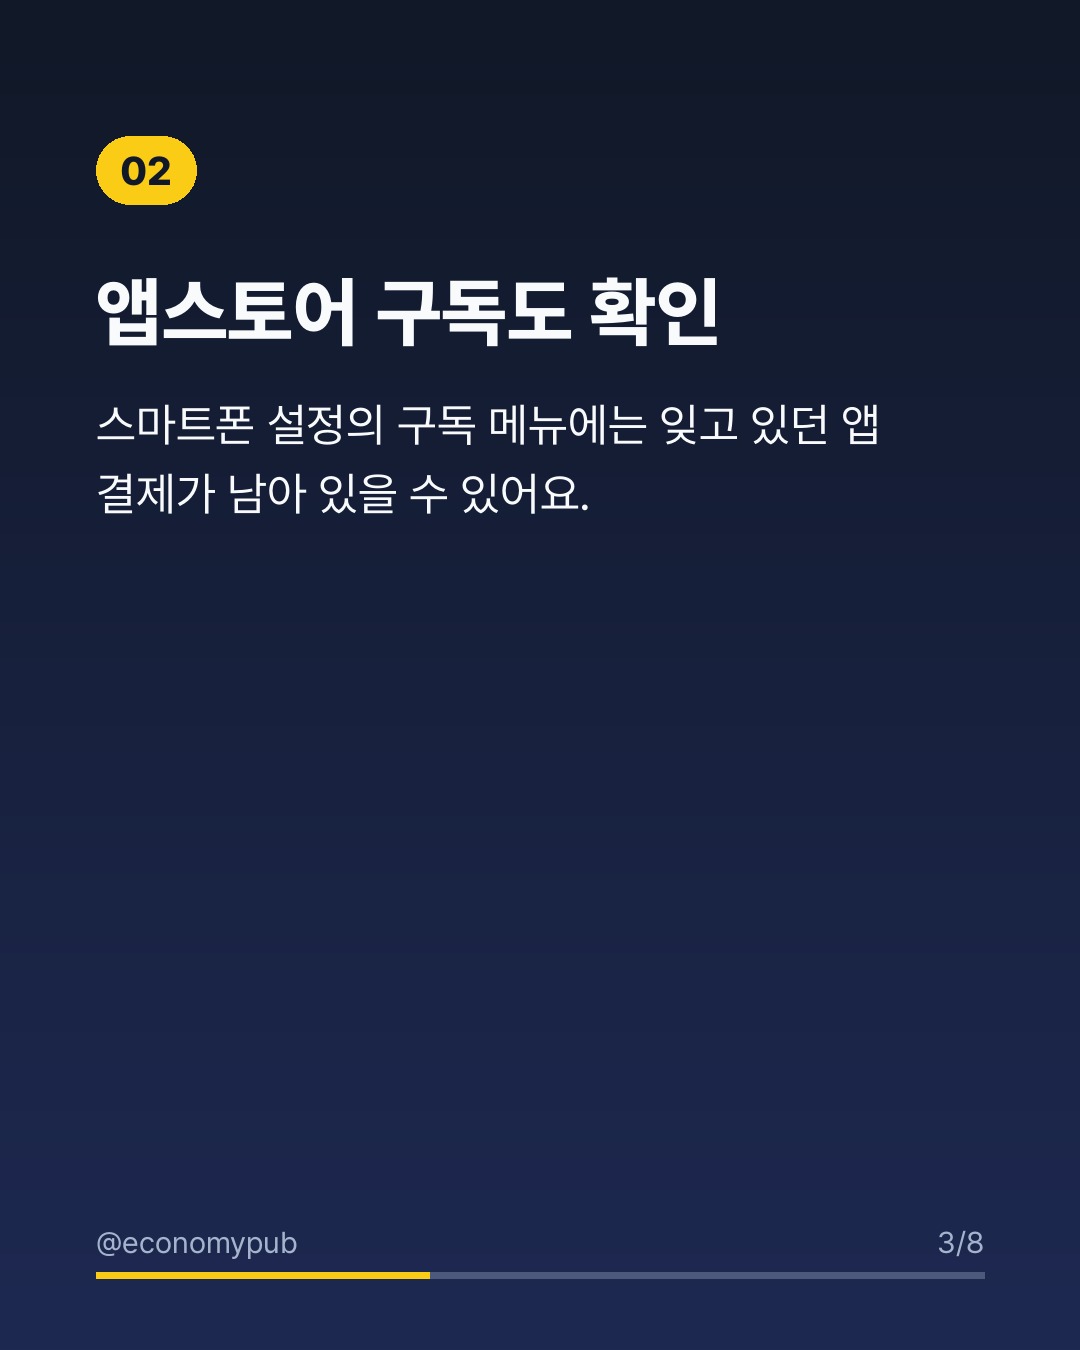 02
앱스토어 구독도 확인
스마트폰 설정의 구독 메뉴에는 잊고 있던 앱
결제가 남아 있을 수 있어요.
@economypub
3/8